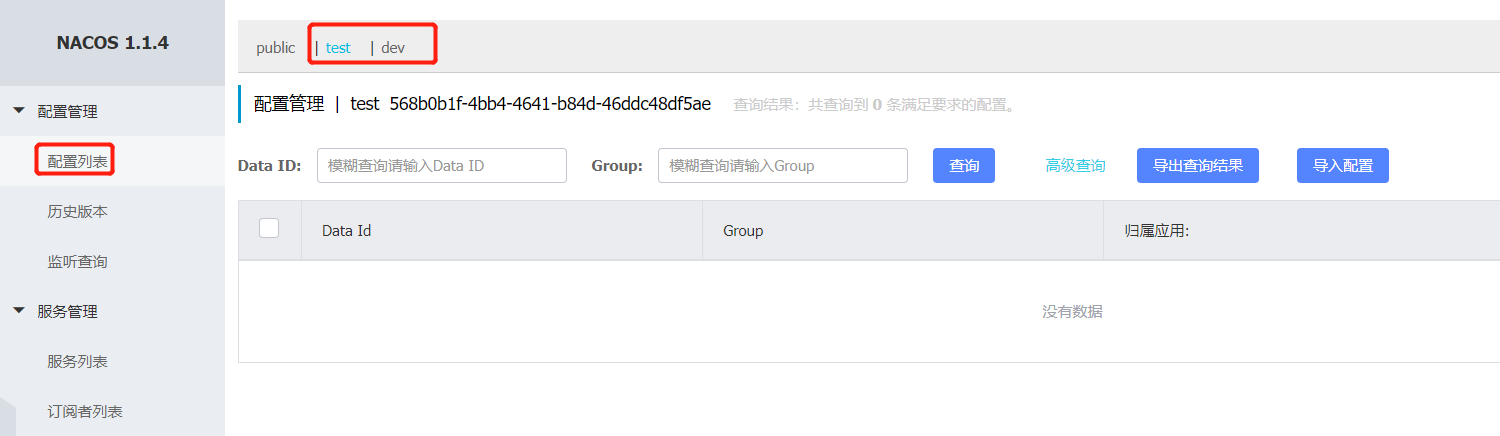 NACOS 1.1.4
配置管理
配置列表
历史版本
监听查询
服务管理
服务列表
订阅者列表
public | test | dev
配置管理 | test 568b0b1f-4bb4-4641-b84d-46ddc48df5ae 查询结果：共查询到 0 条满足要求的配置。
Data ID: 模糊查询请输入Data ID Group: 模糊查询请输入Group 查询 高级查询 导出查询结果 导入配置
Data Id Group 归属应用:
没有数据